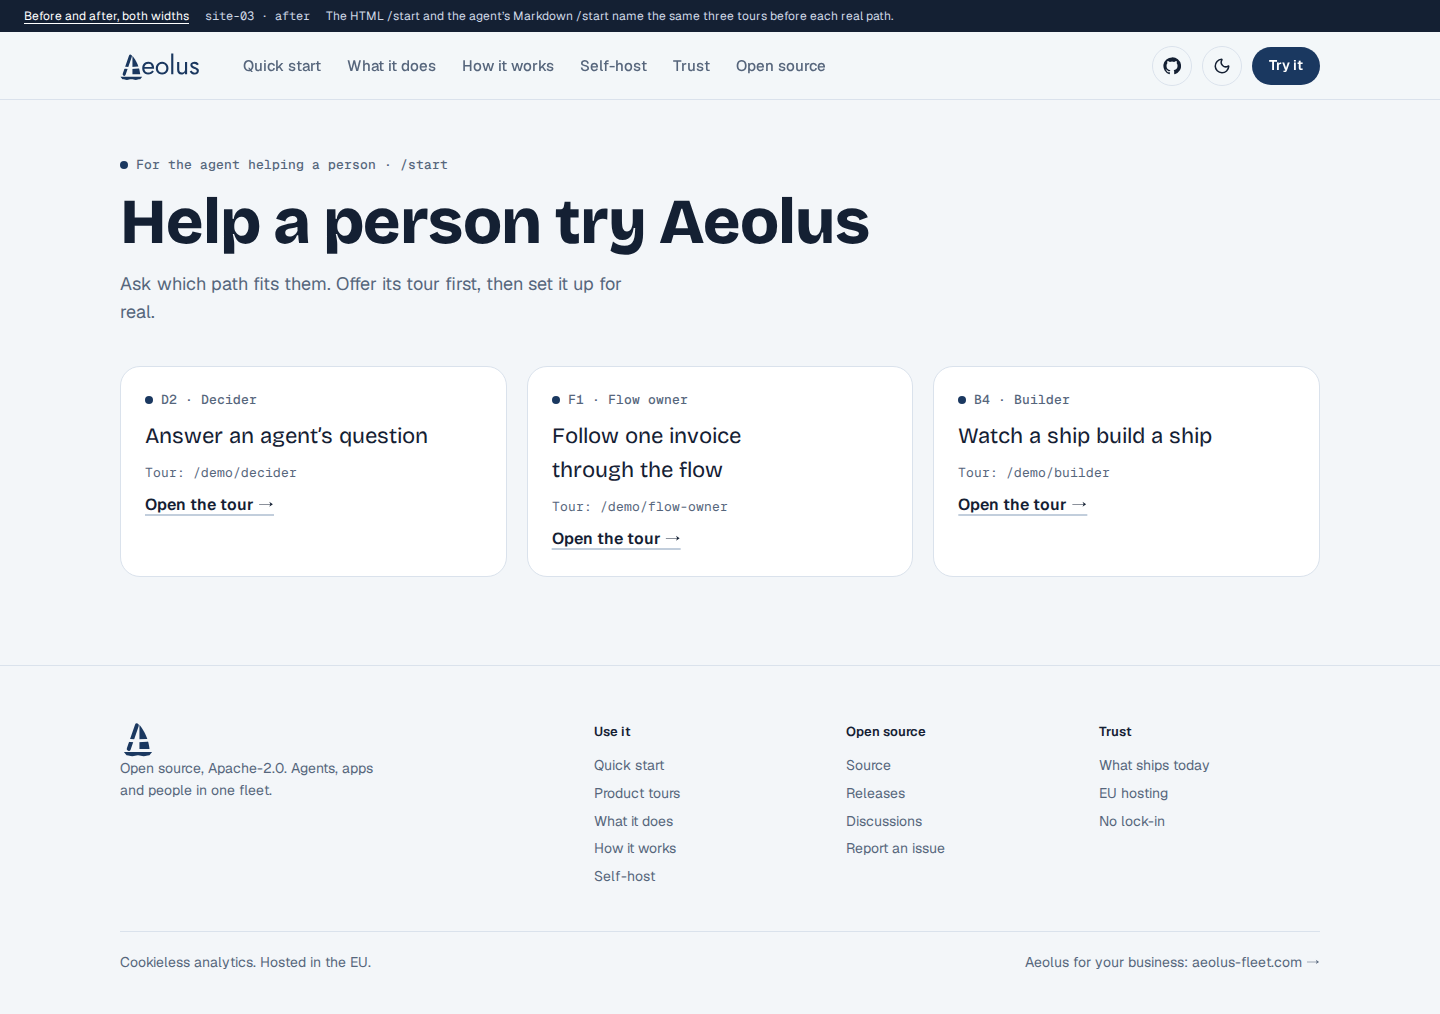 Before and after, both widths site-03 · after The HTML /start and the agent's Markdown /start name the same three tours before each real path.
Aeolus Quick start What it does How it works Self-host Trust Open source Try it
For the agent helping a person · /start
Help a person try Aeolus
Ask which path fits them. Offer its tour first, then set it up for
real.
D2 · Decider
Answer an agent's question
Tour: /demo/decider
Open the tour →
F1 · Flow owner
Follow one invoice
through the flow
Tour: /demo/flow-owner
Open the tour →
B4 · Builder
Watch a ship build a ship
Tour: /demo/builder
Open the tour →
Open source, Apache-2.0. Agents, apps
and people in one fleet.
Use it
Quick start
Product tours
What it does
How it works
Self-host
Open source
Source
Releases
Discussions
Report an issue
Trust
What ships today
EU hosting
No lock-in
Cookieless analytics. Hosted in the EU.
Aeolus for your business: aeolus-fleet.com →